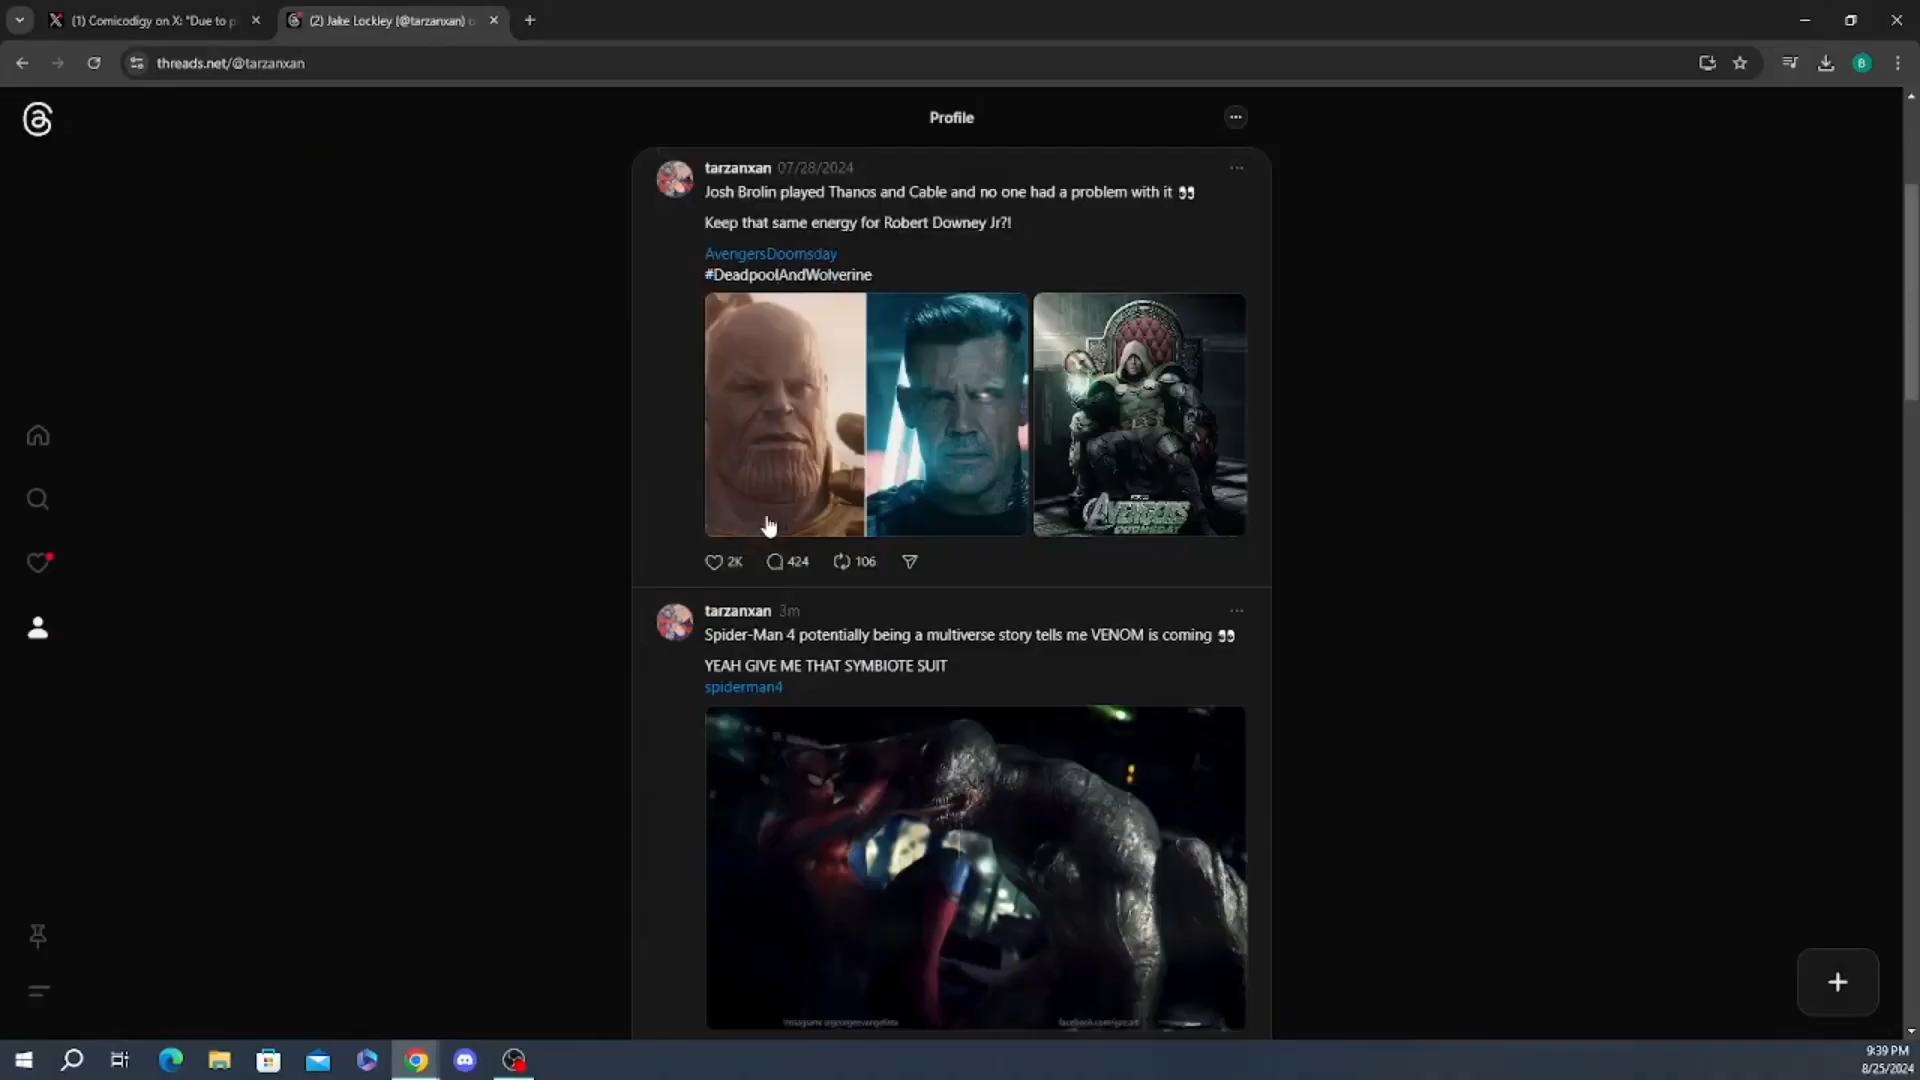 (1) Comicodigy on X: "Due to p
(2) Jake Lockley (@tarzanxan) o
threads.net/@tarzanxan
B
Profile
tarzanxan 07/28/2024
Josh Brolin played Thanos and Cable and no one had a problem with it 👀
Keep that same energy for Robert Downey Jr?!
AvengersDoomsday
#DeadpoolAndWolverine
AVENGERS
DOOMSDAY
2K 424 106
tarzanxan 3m
Spider-Man 4 potentially being a multiverse story tells me VENOM is coming 👀
YEAH GIVE ME THAT SYMBIOTE SUIT
spiderman4
9:39 PM
8/25/2024